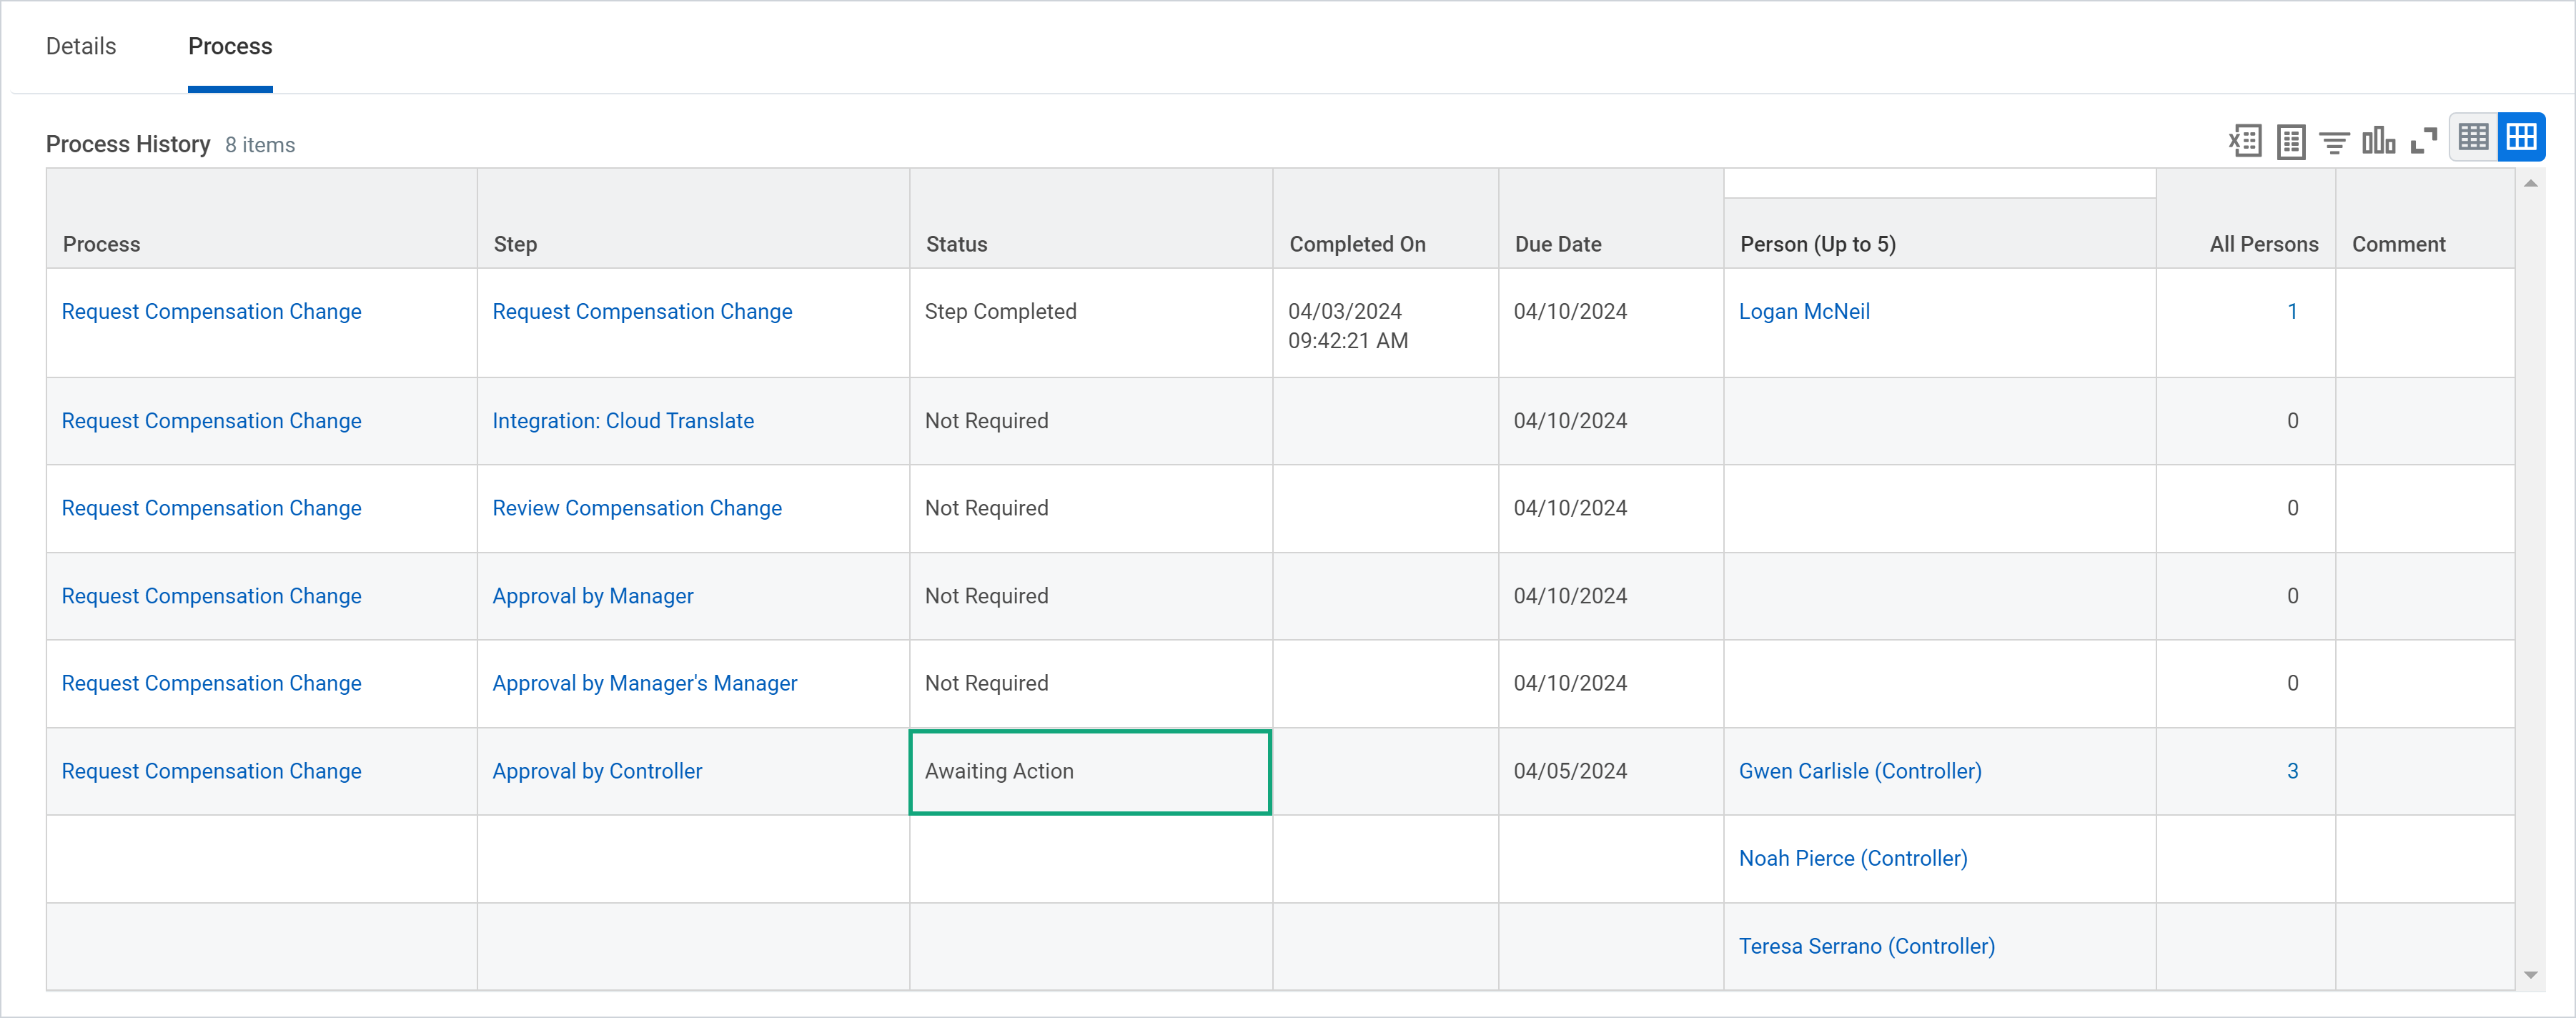 Details Process
Process History 8 items
Process Step Status Completed On Due Date Person (Up to 5) All Persons Comment
Request Compensation Change Request Compensation Change Step Completed 04/03/2024 04/10/2024 Logan McNeil 1
09:42:21 AM
Request Compensation Change Integration: Cloud Translate Not Required 04/10/2024 0
Request Compensation Change Review Compensation Change Not Required 04/10/2024 0
Request Compensation Change Approval by Manager Not Required 04/10/2024 0
Request Compensation Change Approval by Manager's Manager Not Required 04/10/2024 0
Request Compensation Change Approval by Controller Awaiting Action 04/05/2024 Gwen Carlisle (Controller) 3
Noah Pierce (Controller)
Teresa Serrano (Controller)